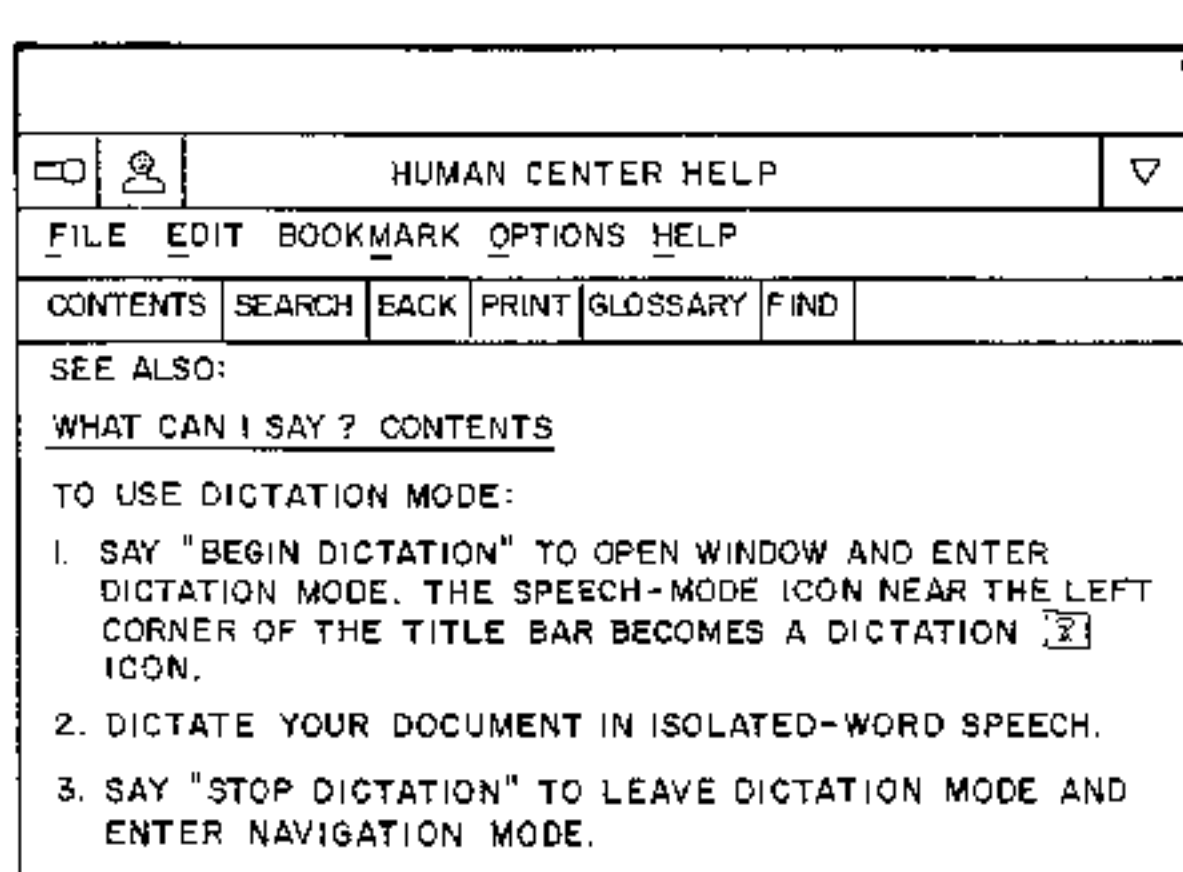 HUMAN CENTER HELP
FILE EDIT BOOKMARK OPTIONS HELP
CONTENTS SEARCH BACK PRINT GLOSSARY FIND
SEE ALSO:
WHAT CAN I SAY? CONTENTS
TO USE DICTATION MODE:
1. SAY "BEGIN DICTATION" TO OPEN WINDOW AND ENTER
DICTATION MODE. THE SPEECH-MODE ICON NEAR THE LEFT
CORNER OF THE TITLE BAR BECOMES A DICTATION
ICON.
2. DICTATE YOUR DOCUMENT IN ISOLATED-WORD SPEECH.
3. SAY "STOP DICTATION" TO LEAVE DICTATION MODE AND
ENTER NAVIGATION MODE.